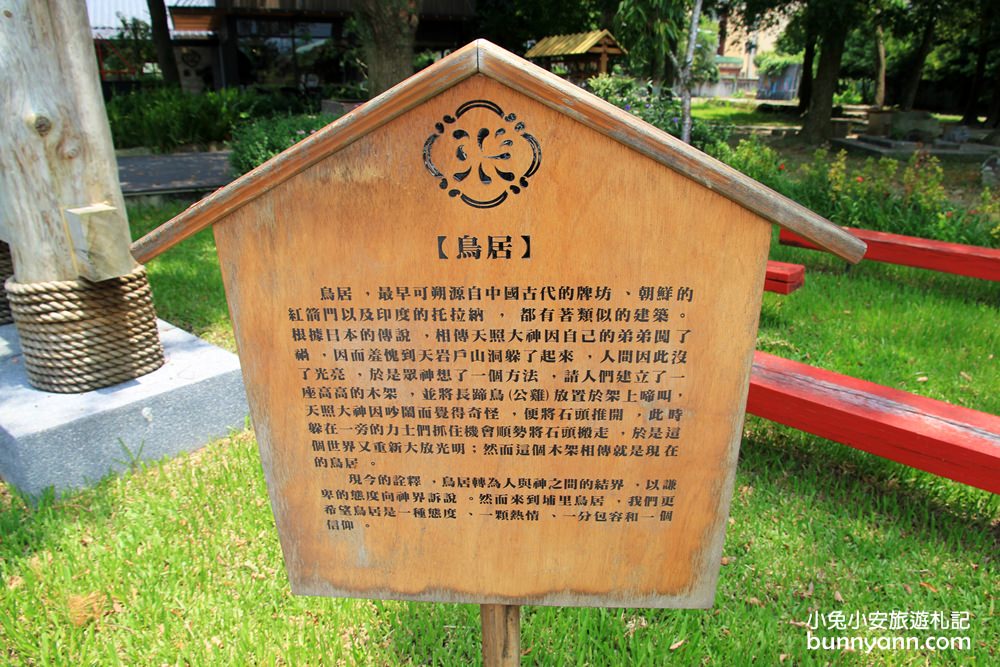 【鳥居】
鳥居，最早可朔源自中國古代的牌坊、朝鮮的
紅箭門以及印度的托拉納，都有著類似的建築。
根據日本的傳說，相傳天照大神因自己的弟弟闖了
禍，因而羞愧到天岩戶山洞躲了起來，人間因此沒
了光亮，於是眾神想了一個方法，請人們建立了一
座高高的木架，並將長蹄鳥(公雞)放置於架上啼叫，
天照大神因吵鬧而覺得奇怪，便將石頭推開，此時
躲在一旁的力士們抓住機會順勢將石頭搬走，於是這
個世界又重新大放光明；然而這個木架相傳就是現在
的鳥居。
現今的詮釋，鳥居轉為人與神之間的結界，以謙
卑的態度向神界訴說。然而來到埔里鳥居，我們更
希望鳥居是一種態度、一顆熱情、一分包容和一個
信仰。
小兔小安旅遊札記
bunnyann.com